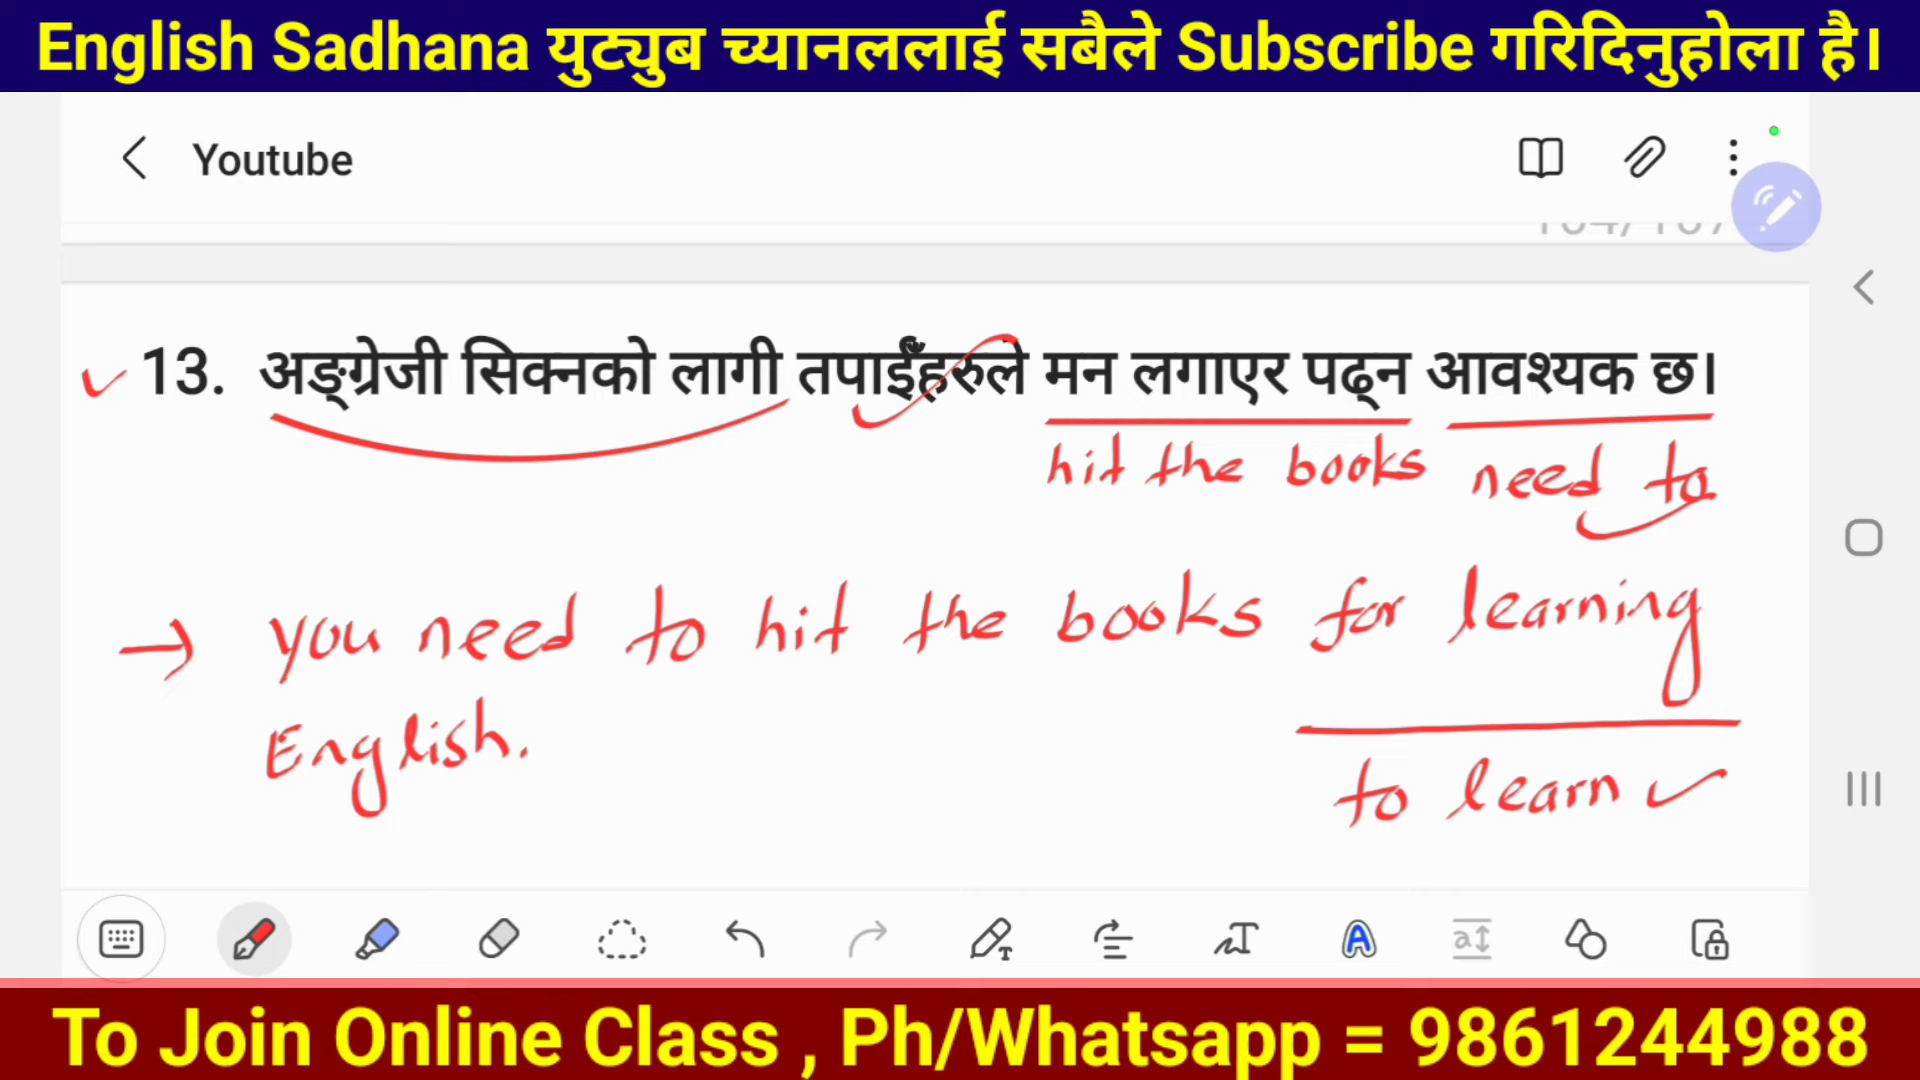 English Sadhana युट्युब च्यानललाई सबैले Subscribe गरिदिनुहोला है।
Youtube
13. अङ्ग्रेजी सिक्नको लागी तपाईँहरुले मन लगाएर पढ्न आवश्यक छ।
hit the books need to
→ you need to hit the books for learning
English.
to learn
To Join Online Class , Ph/Whatsapp = 9861244988